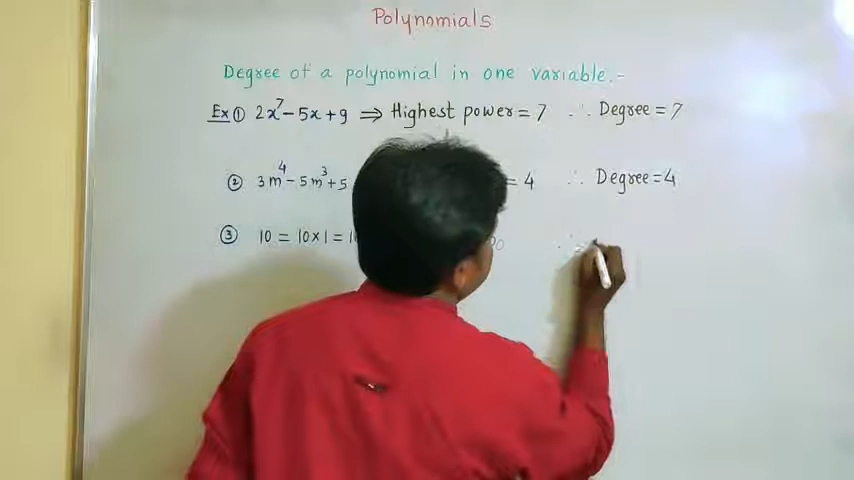 Polynomials
Degree of a polynomial in one variable.-
Ex ① 2x⁷ - 5x + 9 ⇒ Highest power = 7 ∴ Degree = 7
② 3m⁴ - 5m³ + 5 = 4 ∴ Degree = 4
③ 10 = 10 × 1 = ∴